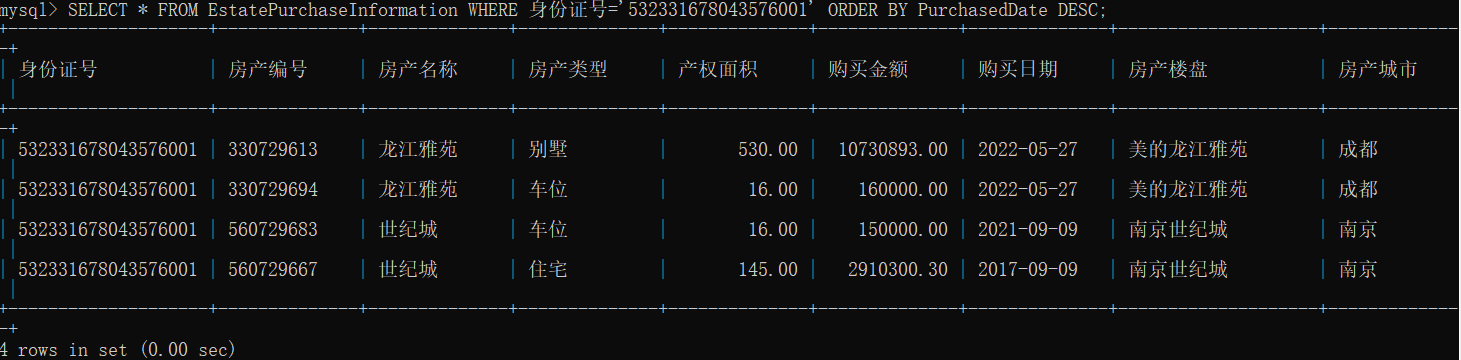 mysql> SELECT * FROM EstatePurchaseInformation WHERE 身份证号='532331678043576001' ORDER BY PurchasedDate DESC;
+--------------------+--------------+--------------+--------------+--------------+--------------+--------------+--------------------+-------------
-+
| 身份证号 | 房产编号 | 房产名称 | 房产类型 | 产权面积 | 购买金额 | 购买日期 | 房产楼盘 | 房产城市
|
+--------------------+--------------+--------------+--------------+--------------+--------------+--------------+--------------------+-------------
-+
| 532331678043576001 | 330729613 | 龙江雅苑 | 别墅 | 530.00 | 10730893.00 | 2022-05-27 | 美的龙江雅苑 | 成都
|
| 532331678043576001 | 330729694 | 龙江雅苑 | 车位 | 16.00 | 160000.00 | 2022-05-27 | 美的龙江雅苑 | 成都
|
| 532331678043576001 | 560729683 | 世纪城 | 车位 | 16.00 | 150000.00 | 2021-09-09 | 南京世纪城 | 南京
|
| 532331678043576001 | 560729667 | 世纪城 | 住宅 | 145.00 | 2910300.30 | 2017-09-09 | 南京世纪城 | 南京
|
+--------------------+--------------+--------------+--------------+--------------+--------------+--------------+--------------------+-------------
-+
4 rows in set (0.00 sec)